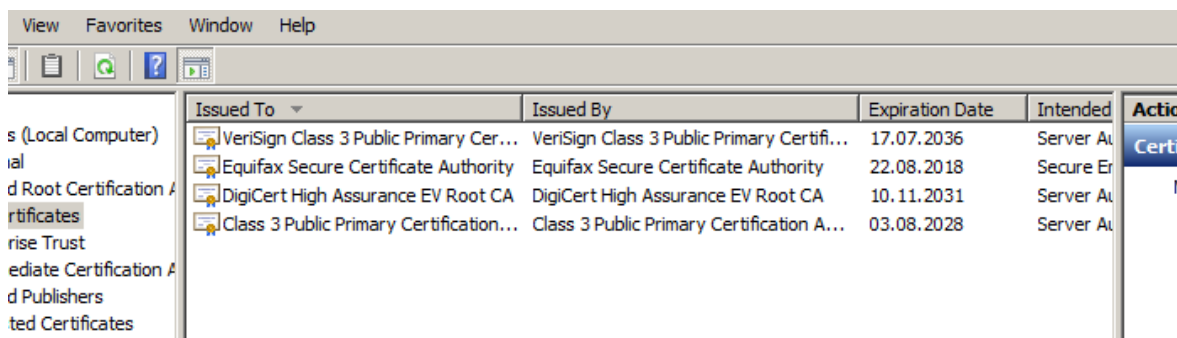 View Favorites Window Help
Issued To Issued By Expiration Date Intended Actio
s (Local Computer) VeriSign Class 3 Public Primary Cer... VeriSign Class 3 Public Primary Certifi... 17.07.2036 Server Au Certi
nal Equifax Secure Certificate Authority Equifax Secure Certificate Authority 22.08.2018 Secure Em
d Root Certification A DigiCert High Assurance EV Root CA DigiCert High Assurance EV Root CA 10.11.2031 Server Au
rtificates Class 3 Public Primary Certification... Class 3 Public Primary Certification A... 03.08.2028 Server Au
rise Trust
ediate Certification A
d Publishers
ted Certificates